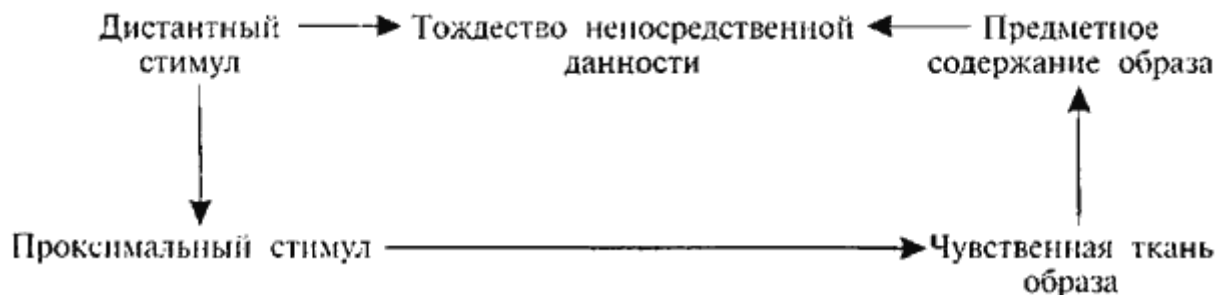 Дистантный Тождество непосредственной Предметное
стимул данности содержание образа
Проксимальный стимул Чувственная ткань
образа